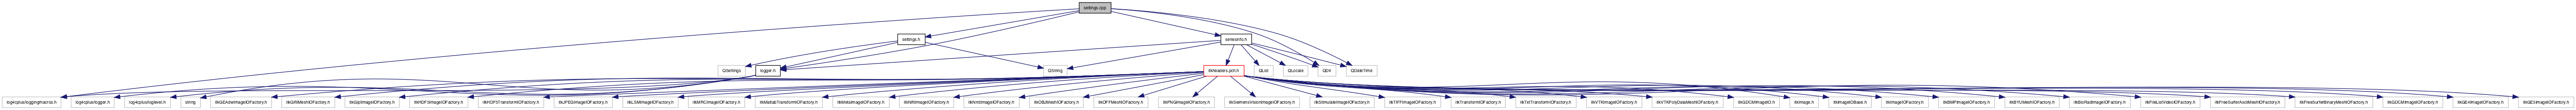 settings.cpp
settings.h
seriesinfo.h
QSettings
logger.h
QString
itkheaders.pch.h
QList
QLocale
QDir
QDateTime
log4cplus/loggingmacros.h
log4cplus/logger.h
log4cplus/loglevel.h
string
itkGEAdwImageIOFactory.h
itkGiftiMeshIOFactory.h
itkGiplImageIOFactory.h
itkHDF5ImageIOFactory.h
itkHDF5TransformIOFactory.h
itkJPEGImageIOFactory.h
itkLSMImageIOFactory.h
itkMRCImageIOFactory.h
itkMatlabTransformIOFactory.h
itkMetaImageIOFactory.h
itkNiftiImageIOFactory.h
itkNrrdImageIOFactory.h
itkOBJMeshIOFactory.h
itkOFFMeshIOFactory.h
itkPNGImageIOFactory.h
itkSiemensVisionImageIOFactory.h
itkStimulateImageIOFactory.h
itkTIFFImageIOFactory.h
itkTransformIOFactory.h
itkTxtTransformIOFactory.h
itkVTKImageIOFactory.h
itkVTKPolyDataMeshIOFactory.h
itkGDCMImageIO.h
itkImage.h
itkImageIOBase.h
itkImageIOFactory.h
itkBMPImageIOFactory.h
itkBYUMeshIOFactory.h
itkBioRadImageIOFactory.h
itkFileListVideoIOFactory.h
itkFreeSurferAsciiMeshIOFactory.h
itkFreeSurferBinaryMeshIOFactory.h
itkGDCMImageIOFactory.h
itkGE4ImageIOFactory.h
itkGE5ImageIOFactory.h